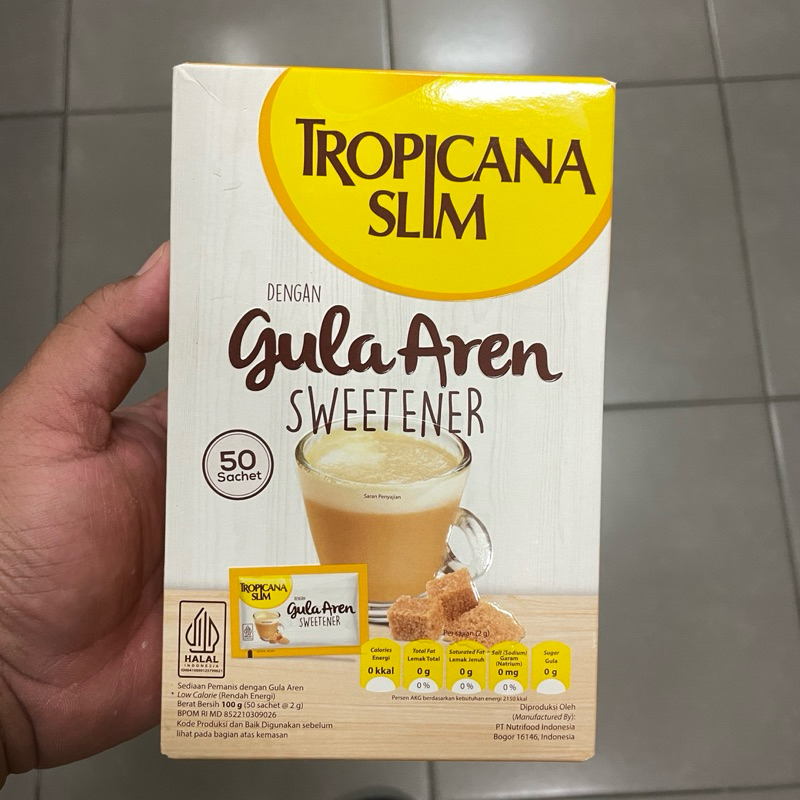 TROPICANA
SLIM
DENGAN
Gula Aren
SWEETENER
50
Sachet
Saran Penyajian
TROPICANA
SLIM
DENGAN
Gula Aren
SWEETENER
HALAL
INDONESIA
Per sajian (2 g)
Calories
Energi
0 kkal
Total Fat
Lemak Total
0 g
0 %
Saturated Fat
Lemak Jenuh
0 g
0 %
Salt (Sodium)
Garam
(Natrium)
0 mg
0 %
Sugar
Gula
0 g
Persen AKG berdasarkan kebutuhan energi 2150 kkal
Sediaan Pemanis dengan Gula Aren
* Low Calorie (Rendah Energi)
Berat Bersih 100 g (50 sachet @ 2 g)
BPOM RI MD 852210309026
Kode Produksi dan Baik Digunakan sebelum
lihat pada bagian atas kemasan
Diproduksi Oleh
(Manufactured By):
PT Nutrifood Indonesia
Bogor 16146, Indonesia